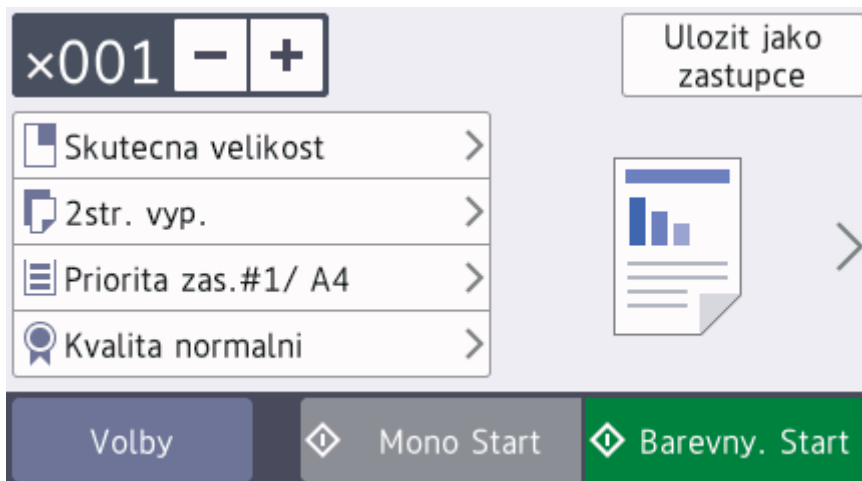 ×001 − +
Ulozit jako
zastupce
Skutecna velikost
2str. vyp.
Priorita zas.#1/ A4
Kvalita normalni
Volby
Mono Start
Barevny. Start